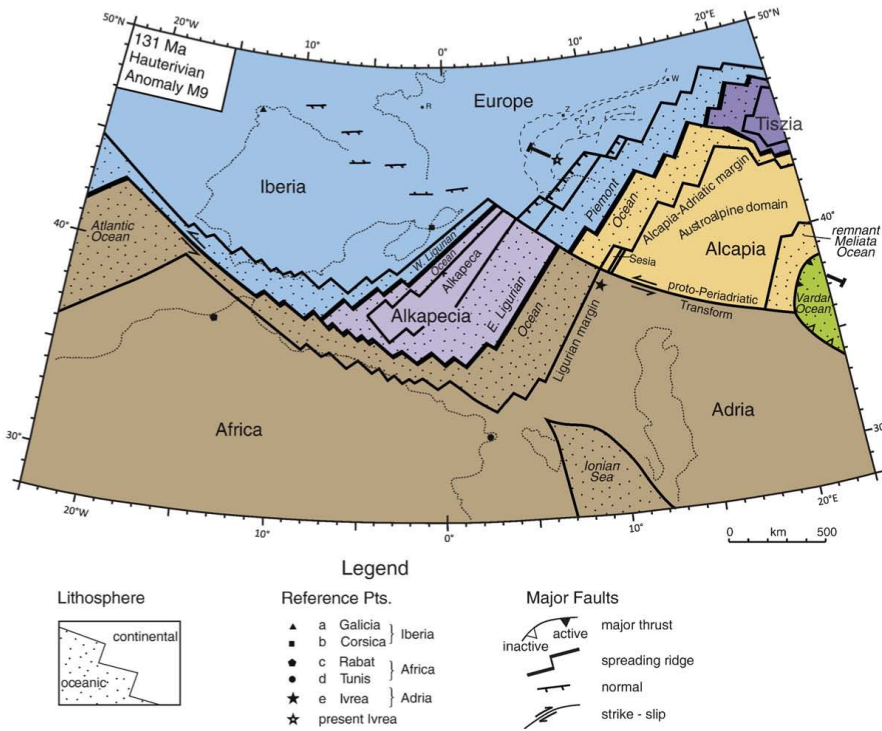 50°N
20°W
10°
0°
10°
20°E
50°N
131 Ma
Hauterivian
Anomaly M9
R
Europe
Z
W
Tiszia
Iberia
Piemont
Ocean
Alcapia-Adriatic margin
Austroalpine domain
Alcapia
40°
Atlantic
Ocean
40°
remnant
Meliata
Ocean
W. Ligurian
Ocean
Alkapeca
Sesia
proto-Periadriatic
Transform
Vardar
Ocean
Alkapecia
E. Ligurian
Ocean
Ligurian margin
Adria
Africa
30°
30°
Ionian
Sea
20°W
10°
0°
10°
20°E
0 km 500
Legend
Lithosphere
continental
oceanic
Reference Pts.
a Galicia
b Corsica
Iberia
c Rabat
d Tunis
Africa
e Ivrea
Adria
present Ivrea
Major Faults
inactive
active
major thrust
spreading ridge
normal
strike - slip